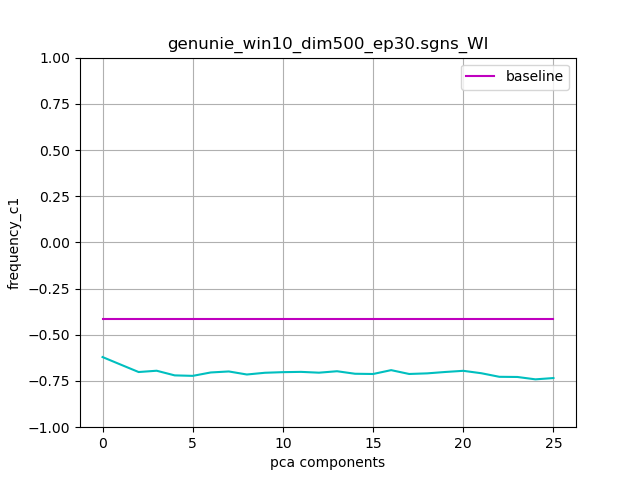 genunie_win10_dim500_ep30.sgns_WI
baseline
1.00
0.75
0.50
0.25
0.00
−0.25
−0.50
−0.75
−1.00
frequency_c1
0 5 10 15 20 25
pca components